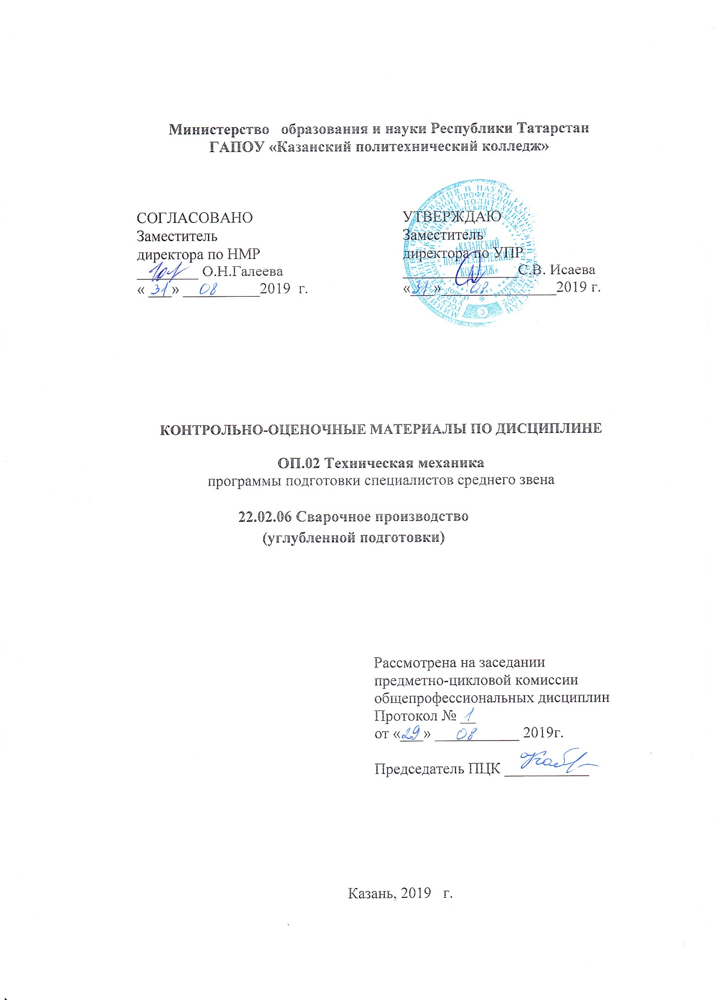 Министерство образования и науки Республики Татарстан
ГАПОУ «Казанский политехнический колледж»
СОГЛАСОВАНО
Заместитель
директора по НМР
__________ О.Н.Галеева
« 31 » 08 2019 г.
УТВЕРЖДАЮ
Заместитель
директора по УПР
С.В. Исаева
« 31 » 08 2019 г.
ГАПОУ
«КАЗАНСКИЙ
ПОЛИТЕХНИЧЕСКИЙ
КОЛЛЕДЖ»
3
КОНТРОЛЬНО-ОЦЕНОЧНЫЕ МАТЕРИАЛЫ ПО ДИСЦИПЛИНЕ
ОП.02 Техническая механика
программы подготовки специалистов среднего звена
22.02.06 Сварочное производство
(углубленной подготовки)
Рассмотрена на заседании
предметно-цикловой комиссии
общепрофессиональных дисциплин
Протокол № 1
от «29» 08 2019г.
Председатель ПЦК ___________
Казань, 2019 г.